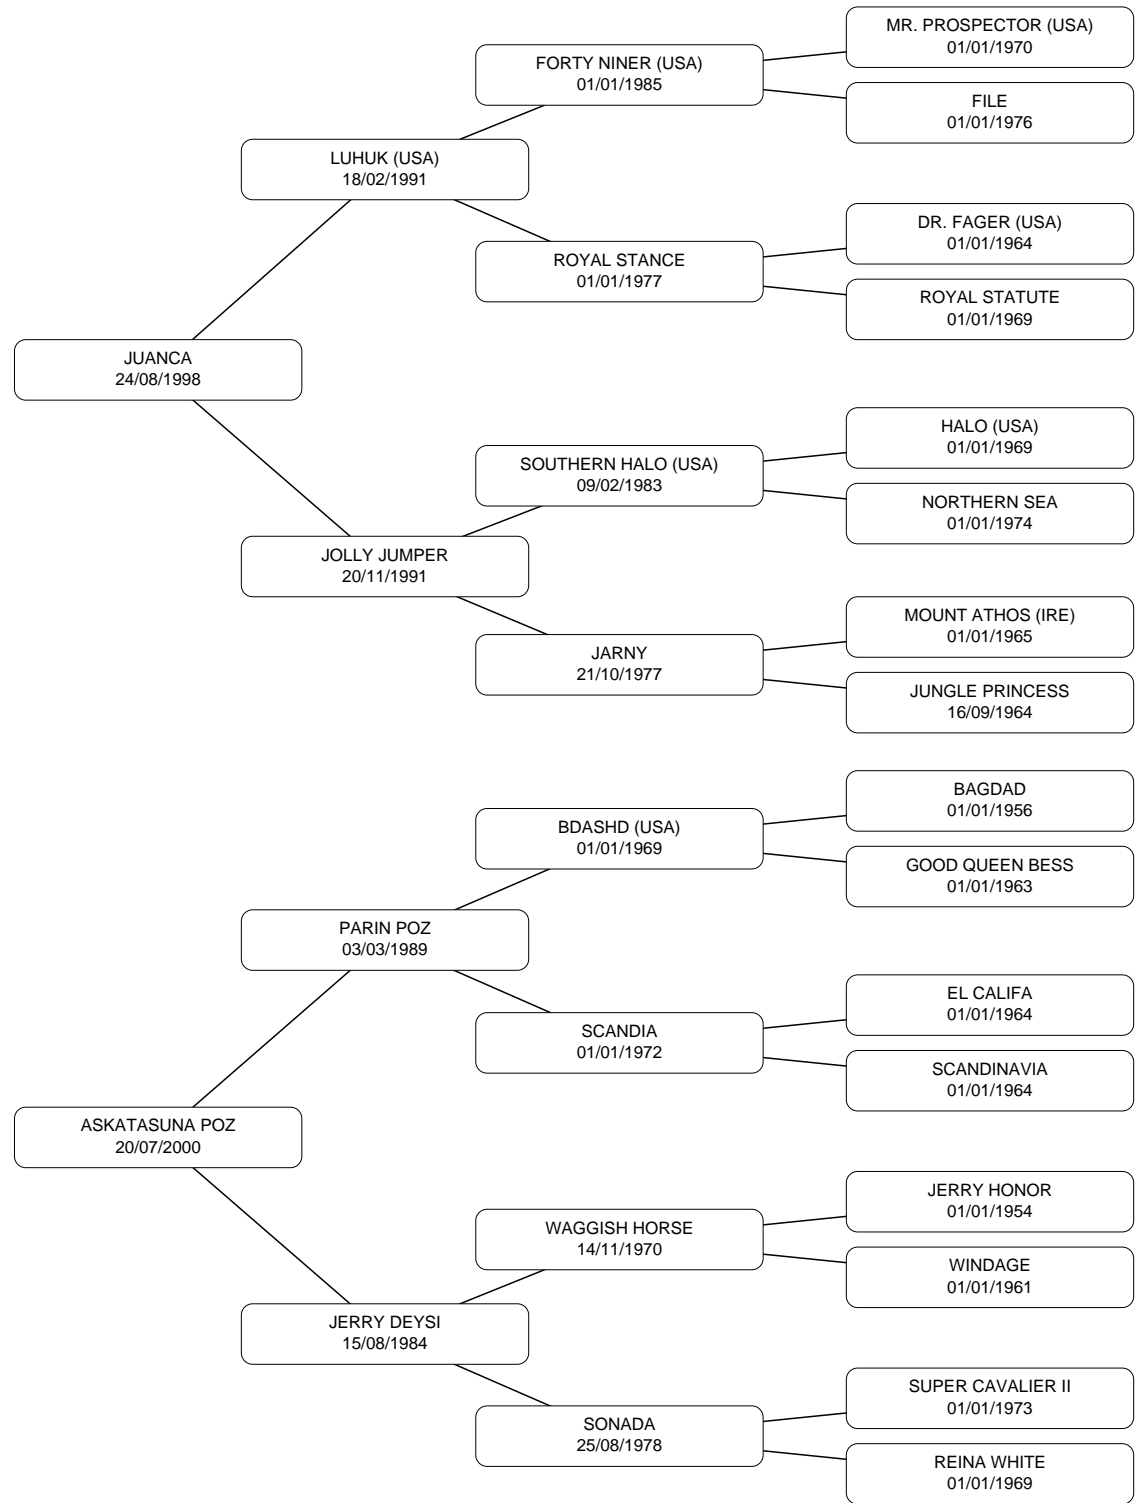 MR. PROSPECTOR (USA)
01/01/1970
FORTY NINER (USA)
01/01/1985
FILE
01/01/1976
LUHUK (USA)
18/02/1991
DR. FAGER (USA)
01/01/1964
ROYAL STANCE
01/01/1977
ROYAL STATUTE
01/01/1969
JUANCA
24/08/1998
HALO (USA)
01/01/1969
SOUTHERN HALO (USA)
09/02/1983
NORTHERN SEA
01/01/1974
JOLLY JUMPER
20/11/1991
MOUNT ATHOS (IRE)
01/01/1965
JARNY
21/10/1977
JUNGLE PRINCESS
16/09/1964
BAGDAD
01/01/1956
BDASHD (USA)
01/01/1969
GOOD QUEEN BESS
01/01/1963
PARIN POZ
03/03/1989
EL CALIFA
01/01/1964
SCANDIA
01/01/1972
SCANDINAVIA
01/01/1964
ASKATASUNA POZ
20/07/2000
JERRY HONOR
01/01/1954
WAGGISH HORSE
14/11/1970
WINDAGE
01/01/1961
JERRY DEYSI
15/08/1984
SUPER CAVALIER II
01/01/1973
SONADA
25/08/1978
REINA WHITE
01/01/1969